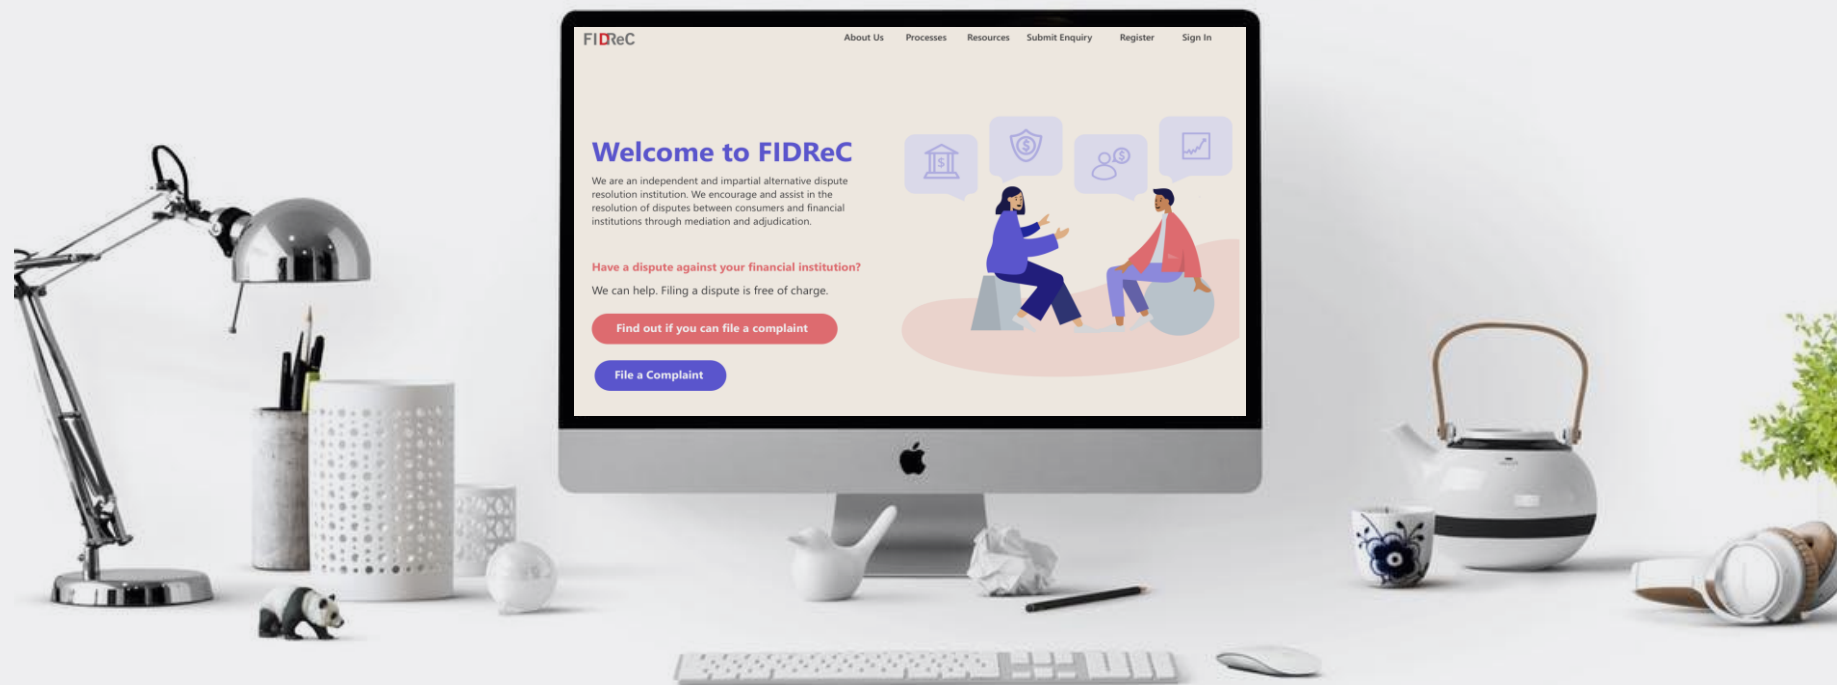 FIDReC
About Us Processes Resources Submit Enquiry Register Sign In
Welcome to FIDReC
We are an independent and impartial alternative dispute
resolution institution. We encourage and assist in the
resolution of disputes between consumers and financial
institutions through mediation and adjudication.
Have a dispute against your financial institution?
We can help. Filing a dispute is free of charge.
Find out if you can file a complaint
File a Complaint